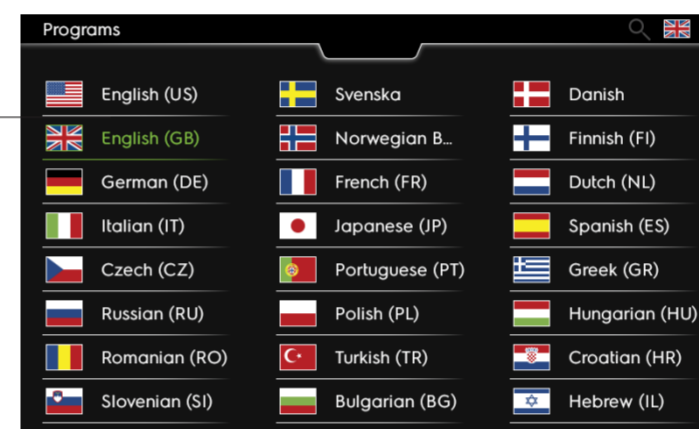 Programs
English (US)
Svenska
Danish
English (GB)
Norwegian B...
Finnish (FI)
German (DE)
French (FR)
Dutch (NL)
Italian (IT)
Japanese (JP)
Spanish (ES)
Czech (CZ)
Portuguese (PT)
Greek (GR)
Russian (RU)
Polish (PL)
Hungarian (HU)
Romanian (RO)
Turkish (TR)
Croatian (HR)
Slovenian (SI)
Bulgarian (BG)
Hebrew (IL)